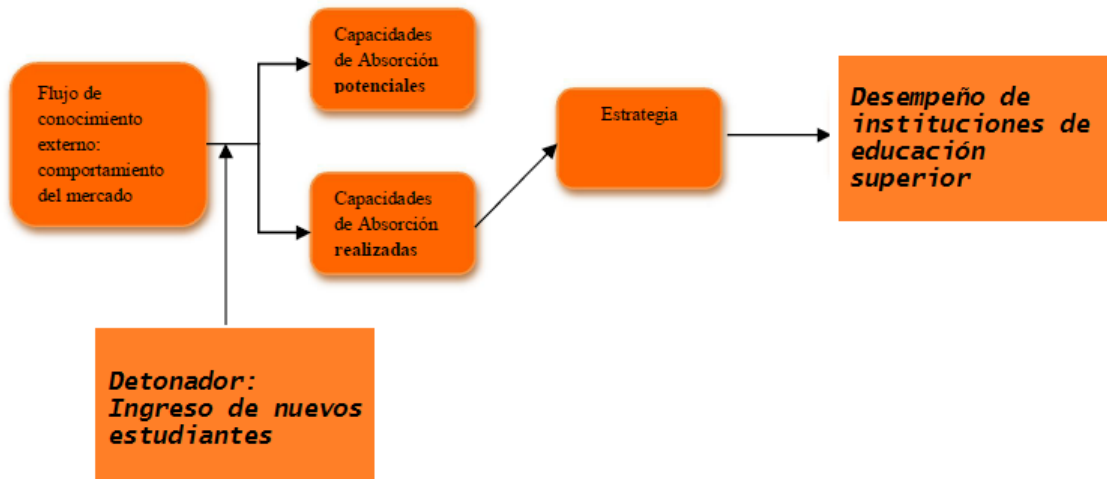 Flujo de
conocimiento
externo:
comportamiento
del mercado
Capacidades
de Absorción
potenciales
Capacidades
de Absorción
realizadas
Estrategia
Desempeño de
instituciones de
educación
superior
Detonador:
Ingreso de nuevos
estudiantes